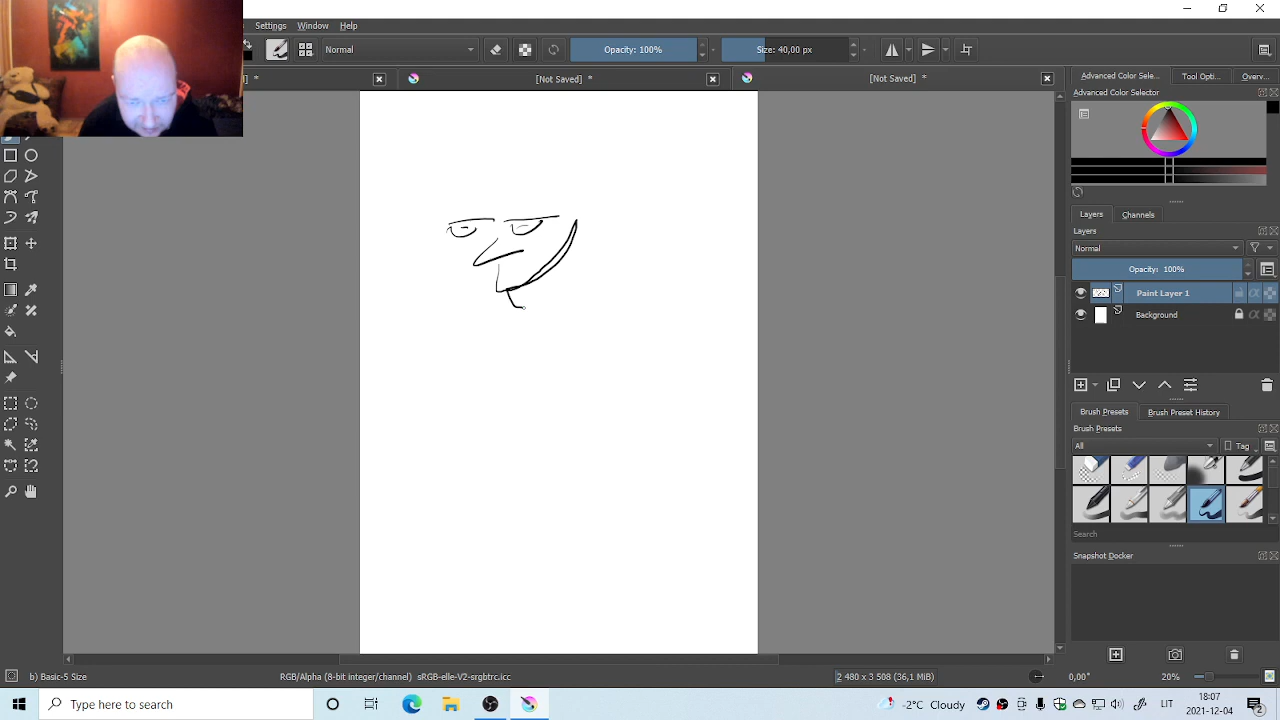 Settings Window Help
Normal Opacity: 100% Size: 40,00 px
* [Not Saved] * [Not Saved] *
Advanced Color Sele... Tool Opti... Overv...
Advanced Color Selector
Layers Channels
Layers
Normal
Opacity: 100%
Paint Layer 1
Background
Brush Presets Brush Preset History
Brush Presets
All Tag
Search
Snapshot Docker
b) Basic-5 Size RGB/Alpha (8-bit integer/channel) sRGB-elle-V2-srgbtrc.icc 2 480 x 3 508 (36,1 MiB) 0,00° 20%
Type here to search -2°C Cloudy LIT 18:07
2021-12-04 2